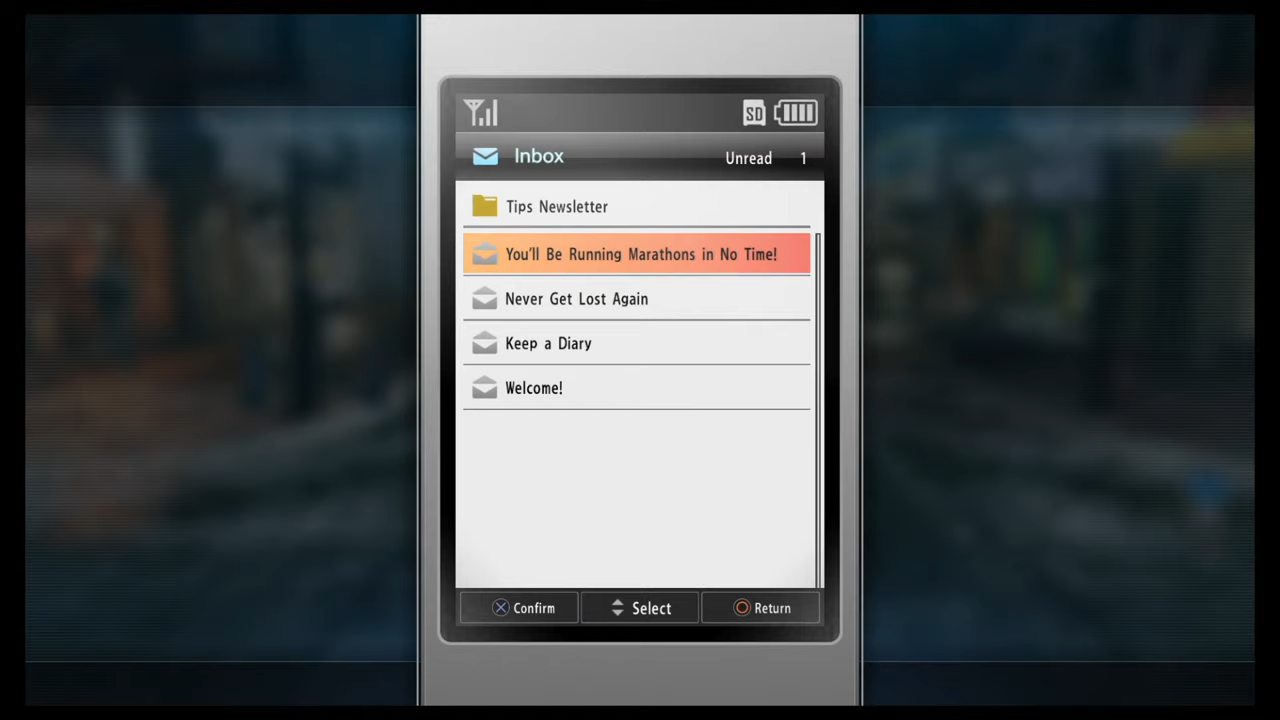 SD
Inbox
Unread 1
Tips Newsletter
You'll Be Running Marathons in No Time!
Never Get Lost Again
Keep a Diary
Welcome!
Confirm
Select
Return